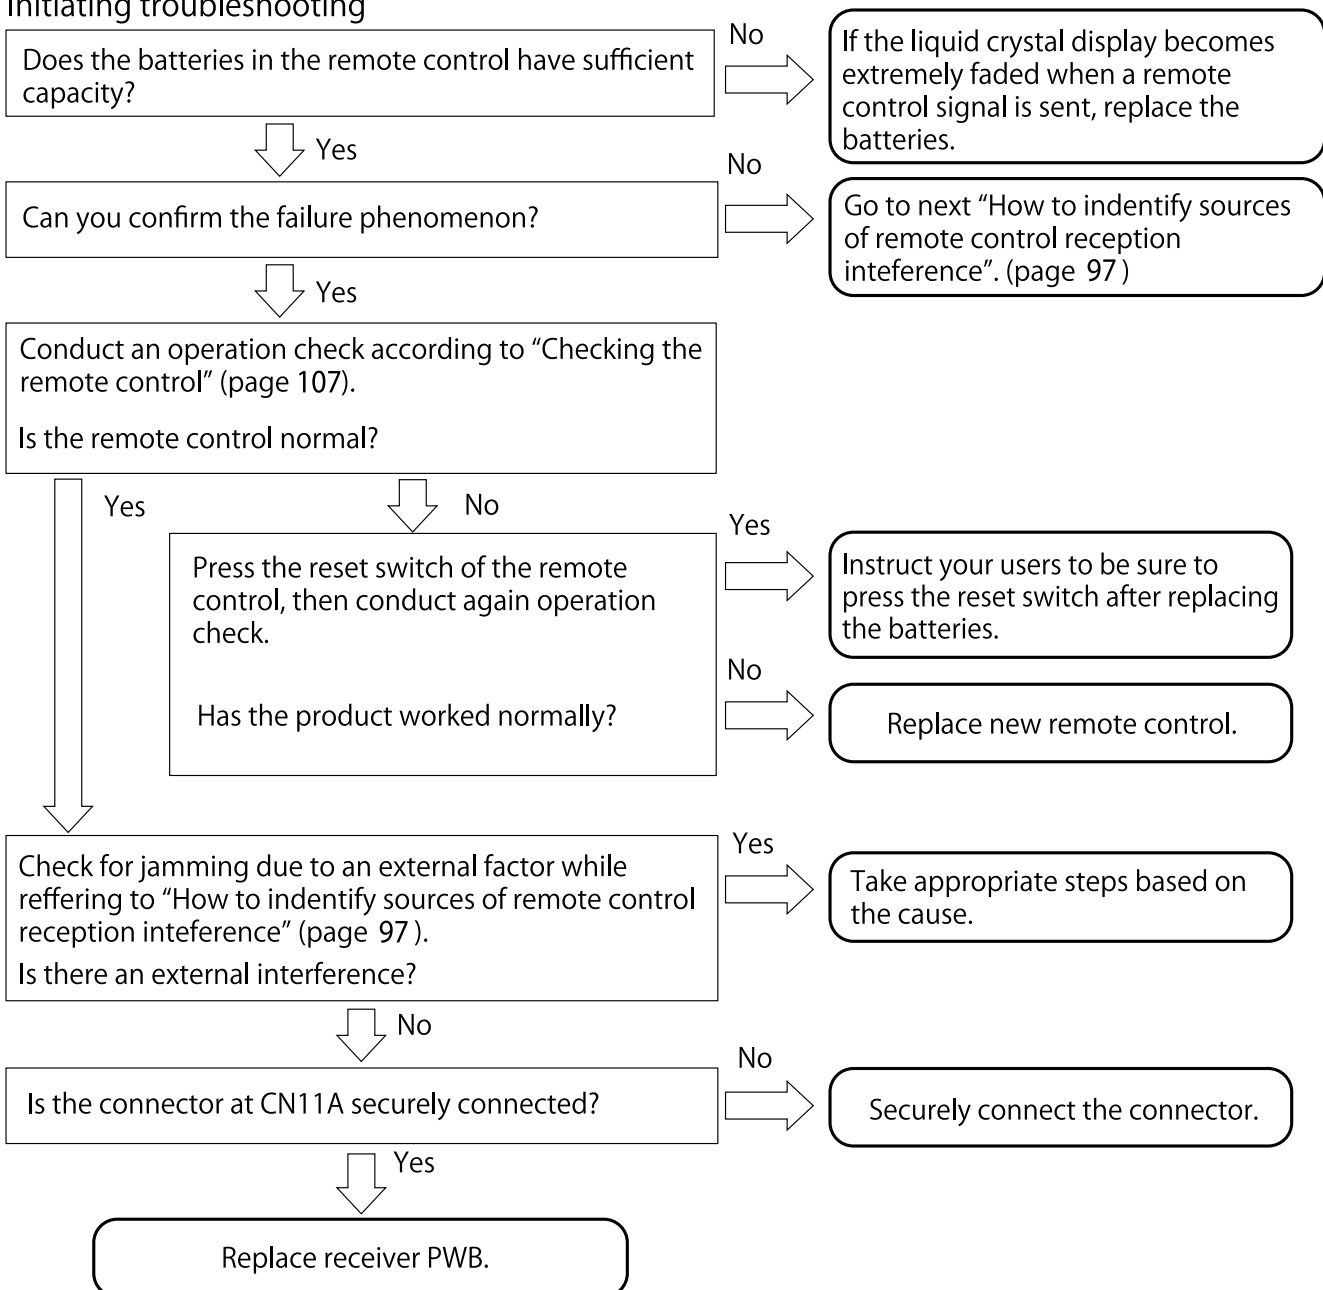 Initiating troubleshooting
Does the batteries in the remote control have sufficient
capacity?
No
If the liquid crystal display becomes
extremely faded when a remote
control signal is sent, replace the
batteries.
Yes
Can you confirm the failure phenomenon?
No
Go to next “How to indentify sources
of remote control reception
inteference”. (page 97)
Yes
Conduct an operation check according to “Checking the
remote control” (page 107).
Is the remote control normal?
Yes
No
Press the reset switch of the remote
control, then conduct again operation
check.
Has the product worked normally?
Yes
Instruct your users to be sure to
press the reset switch after replacing
the batteries.
No
Replace new remote control.
Check for jamming due to an external factor while
reffering to “How to indentify sources of remote control
reception inteference” (page 97).
Is there an external interference?
Yes
Take appropriate steps based on
the cause.
No
Is the connector at CN11A securely connected?
No
Securely connect the connector.
Yes
Replace receiver PWB.